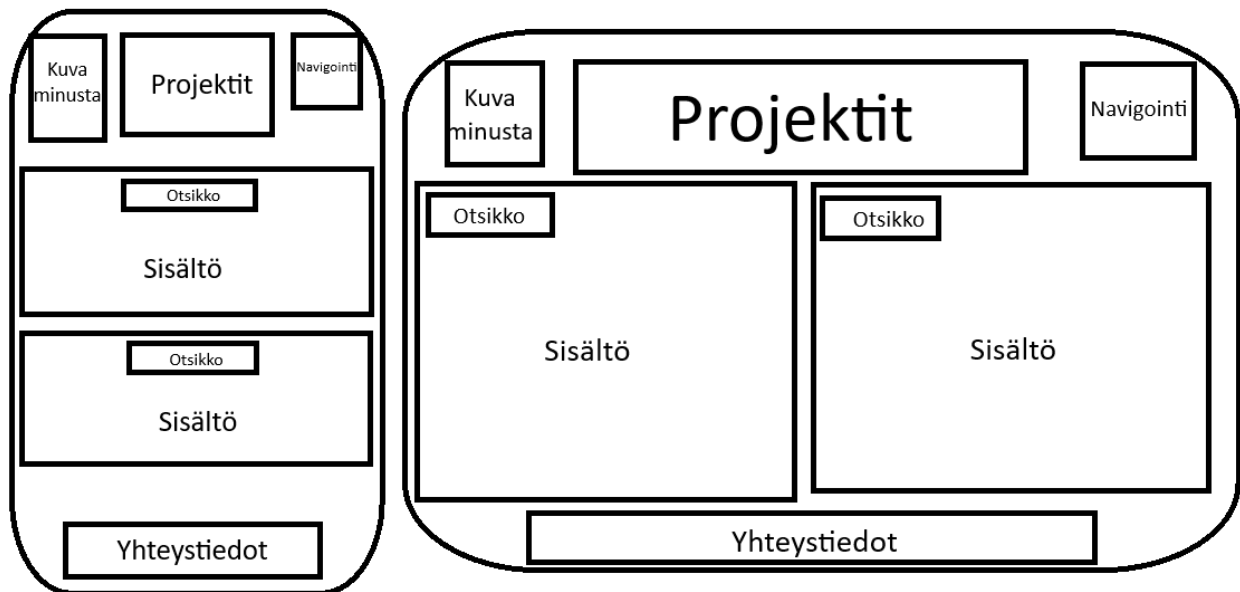 Kuva
minusta
Projektit
Navigointi
Otsikko
Sisältö
Otsikko
Sisältö
Yhteystiedot
Kuva
minusta
Projektit
Navigointi
Otsikko
Sisältö
Otsikko
Sisältö
Yhteystiedot